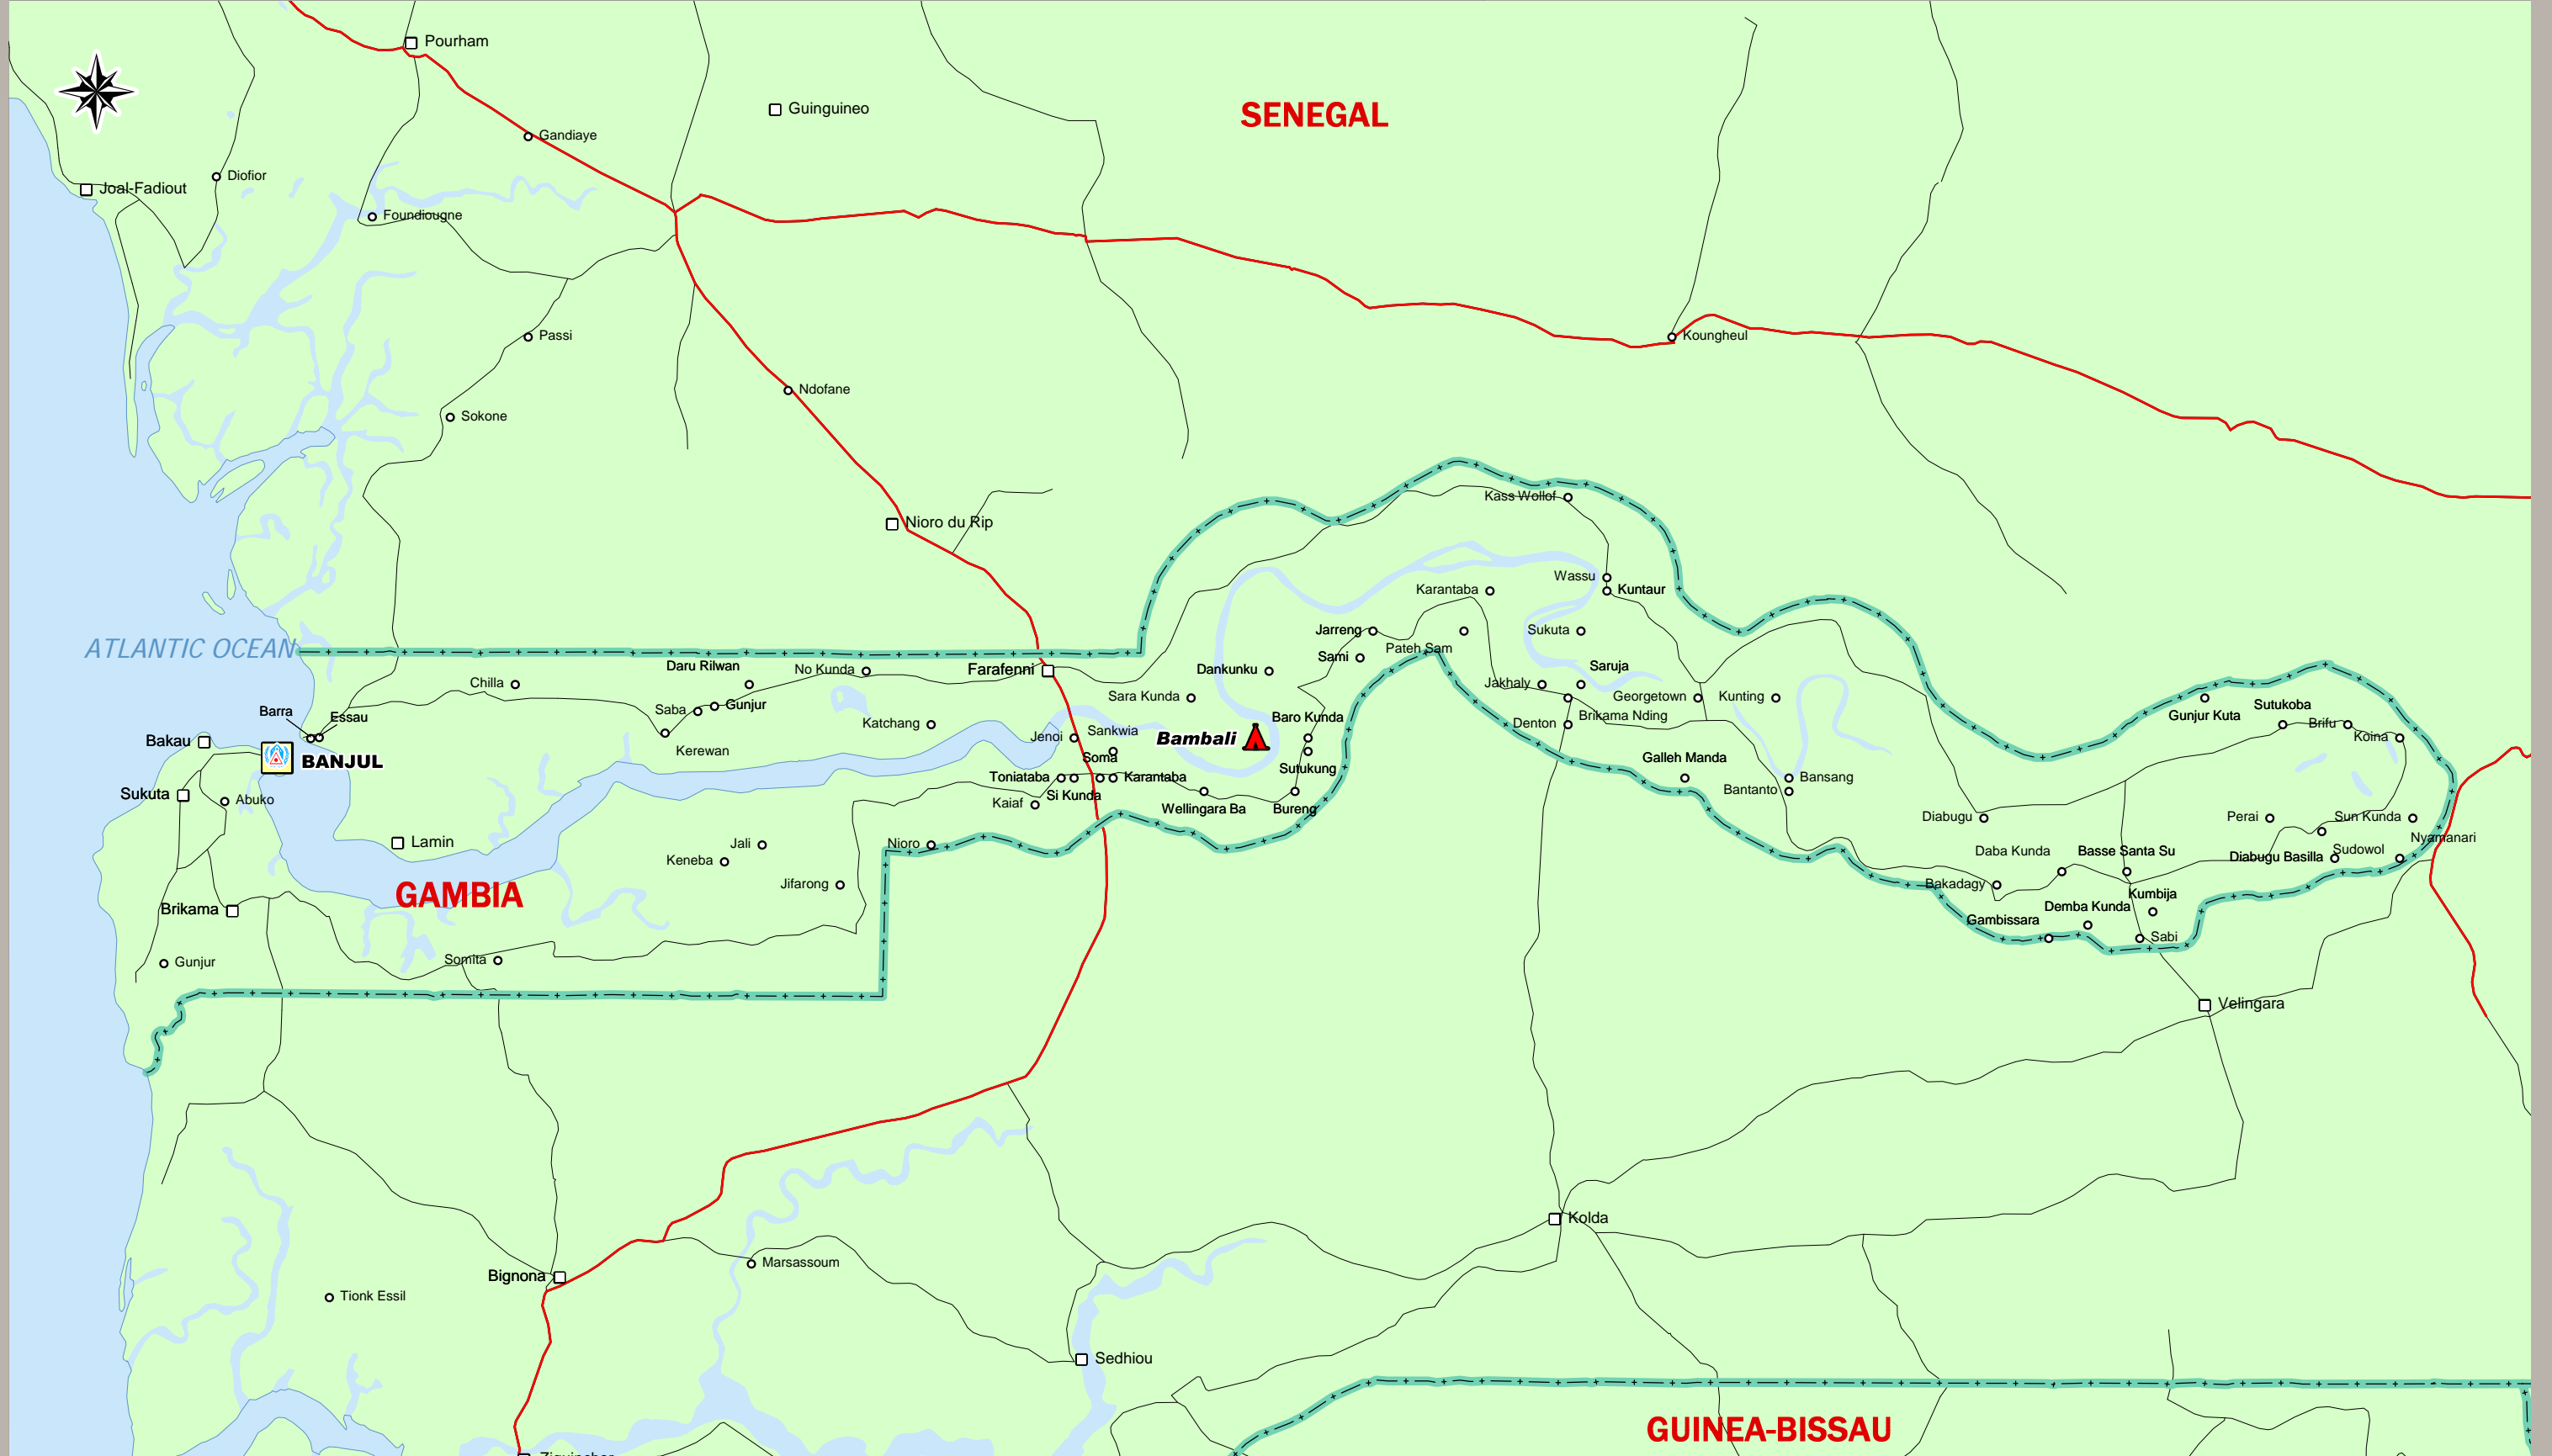 Pourham
Guinguineo
SENEGAL
Gandiaye
Diofior
Joal-Fadiout
Foundiougne
Passi
Koungheul
Ndofane
Sokone
Kass Wollof
Nioro du Rip
Wassu
Karantaba
Kuntaur
Jarreng
Sukuta
ATLANTIC OCEAN
Pateh Sam
Sami
Daru Rilwan
No Kunda
Farafenni
Dankunku
Saruja
Chilla
Jakhaly
Sara Kunda
Georgetown
Kunting
Saba
Gunjur
Barra
Essau
Baro Kunda
Brikama Nding
Gunjur Kuta
Sutukoba
Katchang
Denton
Brifu
Sankwia
Jenoi
Bambali
Koina
Bakau
Kerewan
BANJUL
Soma
Galleh Manda
Sutukung
Toniataba
Karantaba
Bansang
Si Kunda
Bantanto
Sukuta
Abuko
Kaiaf
Wellingara Ba
Bureng
Diabugu
Perai
Sun Kunda
Nyamanari
Lamin
Jali
Nioro
Daba Kunda
Basse Santa Su
Sudowol
Diabugu Basilla
Keneba
Jifarong
Bakadagy
GAMBIA
Kumbija
Brikama
Demba Kunda
Gambissara
Sabi
Gunjur
Somita
Velingara
Kolda
Marsassoum
Bignona
Tionk Essil
Sedhiou
GUINEA-BISSAU